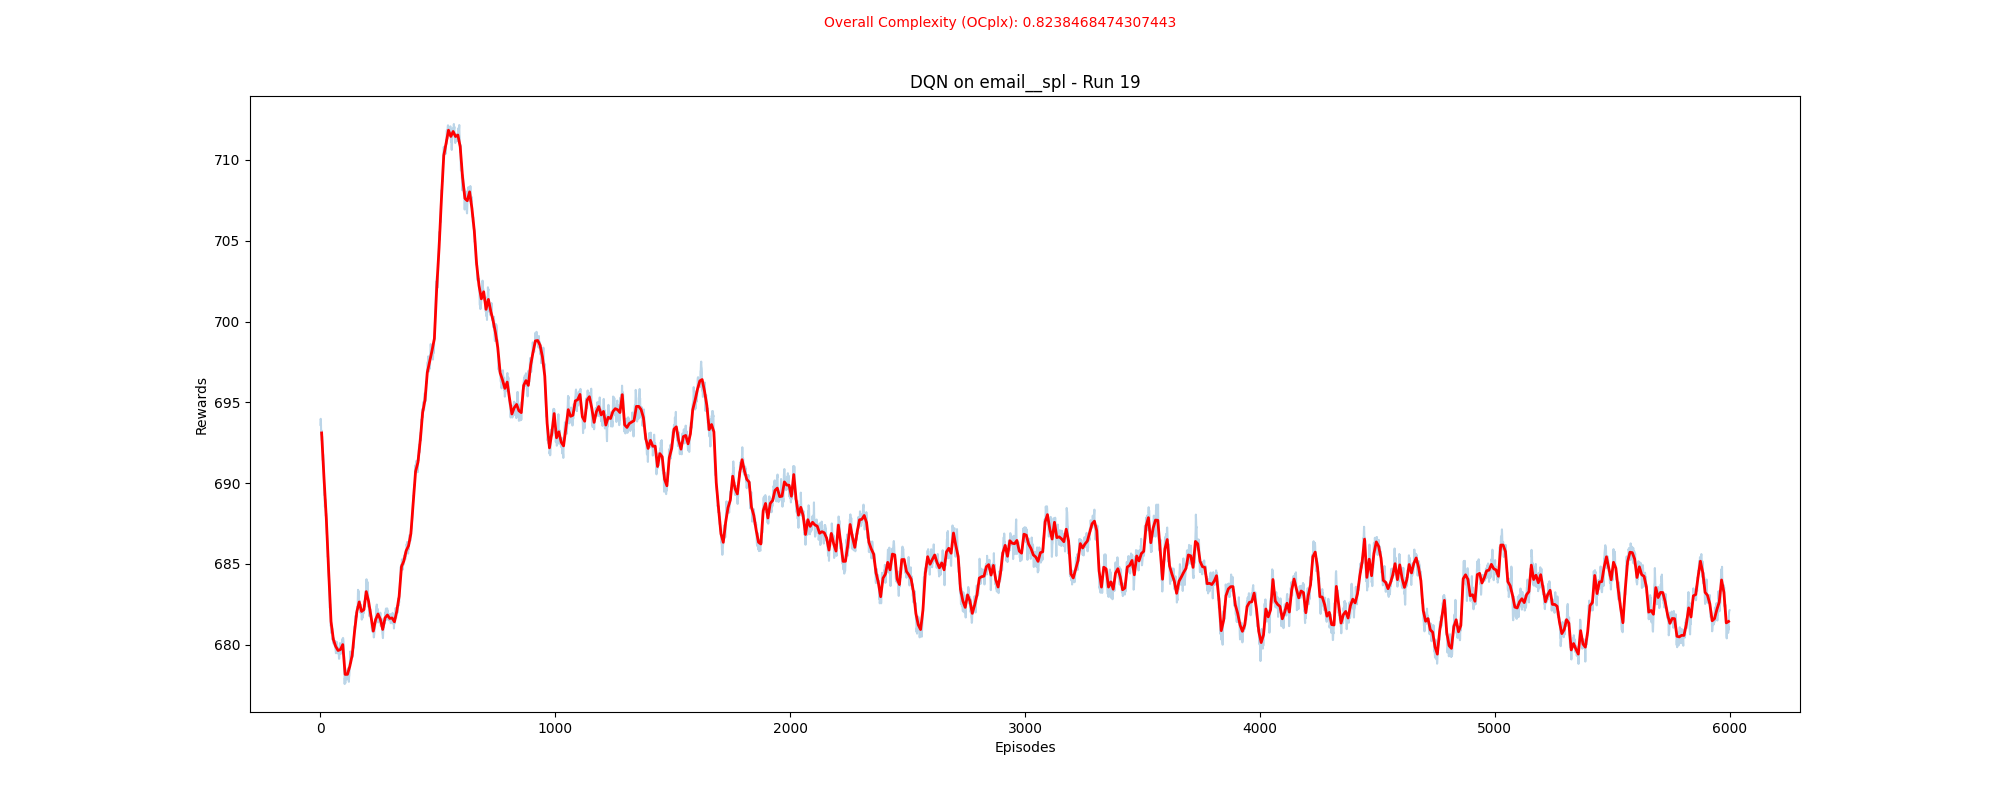 Overall Complexity (OCplx): 0.8238468474307443
DQN on email__spl - Run 19
Rewards
710
705
700
695
690
685
680
0 1000 2000 3000 4000 5000 6000
Episodes